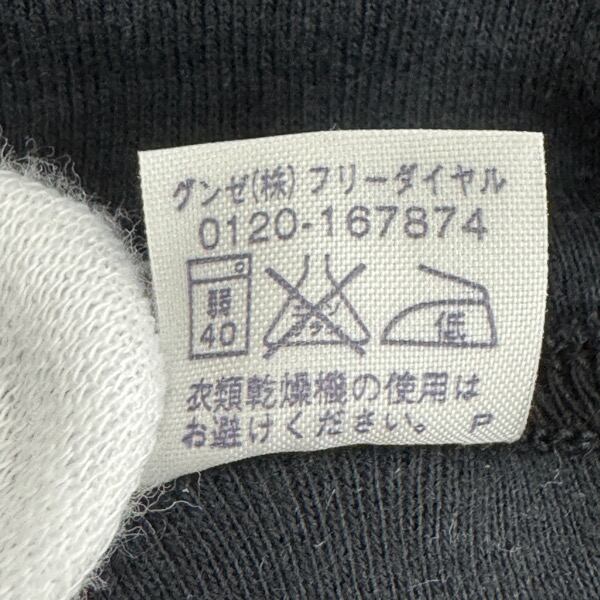 グンゼ(株) フリーダイヤル
0120-167874
弱
40
低
衣類乾燥機の使用は
お避けください。 P